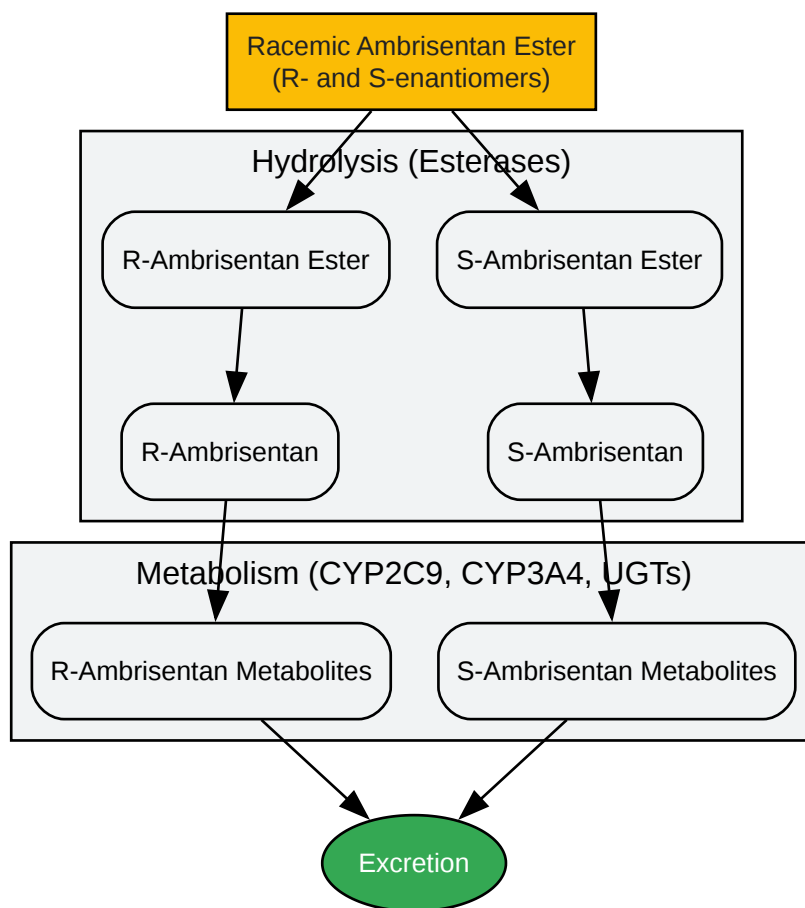 Racemic Ambrisentan Ester
(R- and S-enantiomers)
Hydrolysis (Esterases)
R-Ambrisentan Ester
S-Ambrisentan Ester
R-Ambrisentan
S-Ambrisentan
Metabolism (CYP2C9, CYP3A4, UGTs)
R-Ambrisentan Metabolites
S-Ambrisentan Metabolites
Excretion